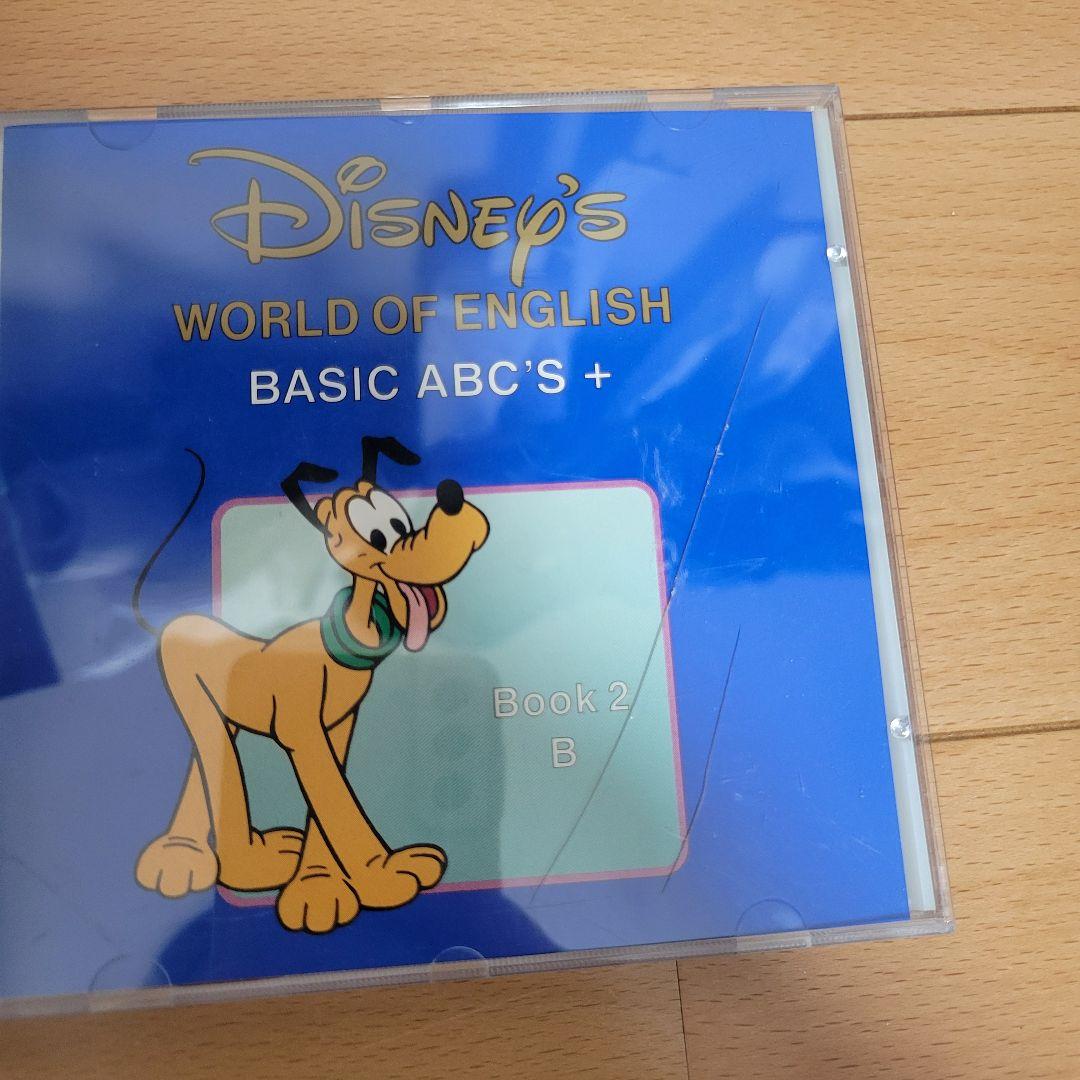 Disney's
WORLD OF ENGLISH
BASIC ABC'S +
Book 2
B